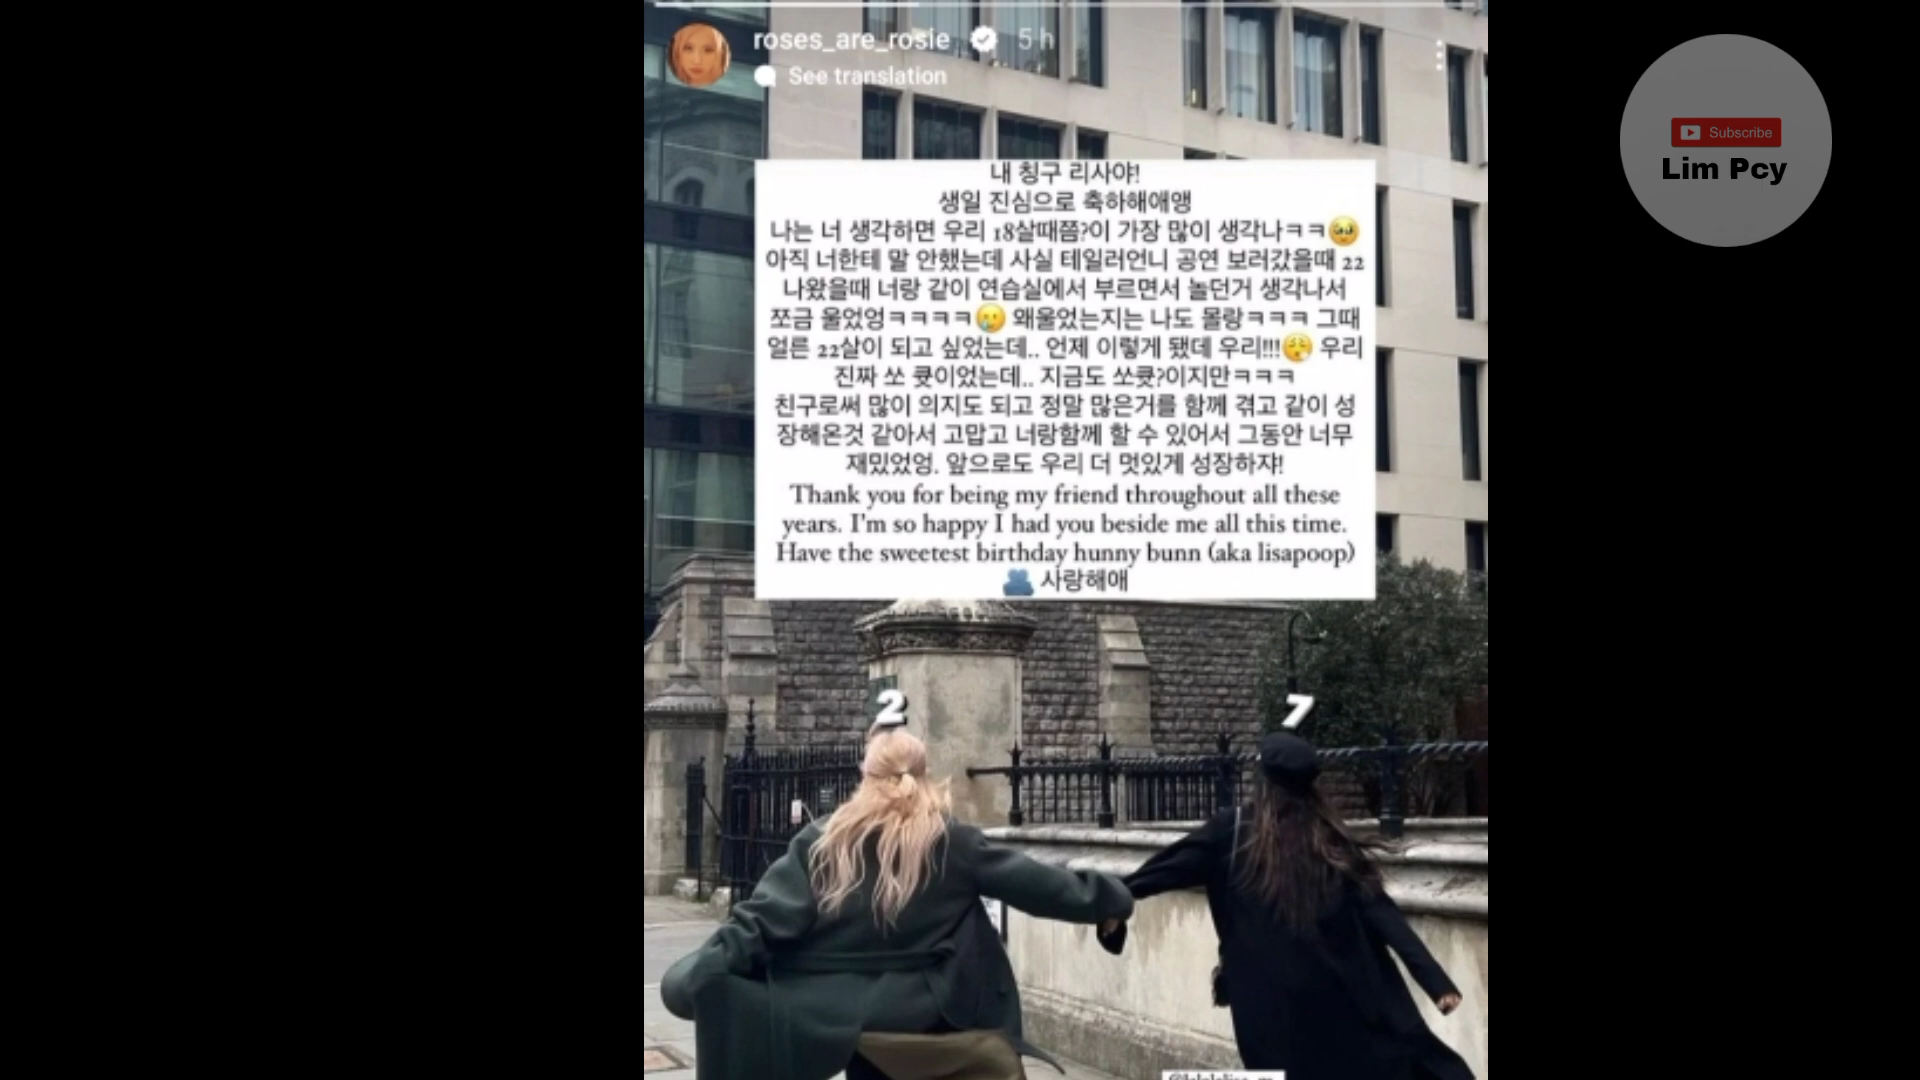 roses_are_rosie 5 h
See translation
Subscribe
Lim Pcy
내 칭구 리사야!
생일 진심으로 축하해애앵
나는 너 생각하면 우리 18살때쯤?이 가장 많이 생각나ㅋㅋ🥹
아직 너한테 말 안했는데 사실 테일러언니 공연 보러갔을때 22
나왔을때 너랑 같이 연습실에서 부르면서 놀던거 생각나서
쪼금 울었엉ㅋㅋㅋㅋ🥲 왜울었는지는 나도 몰랑ㅋㅋㅋ 그때
얼른 22살이 되고 싶었는데.. 언제 이렇게 됐데 우리!!!😮‍💨 우리
진짜 쏘 큣이었는데.. 지금도 쏘큣?이지만ㅋㅋㅋ
친구로써 많이 의지도 되고 정말 많은거를 함께 겪고 같이 성
장해온것 같아서 고맙고 너랑함께 할 수 있어서 그동안 너무
재밌었엉. 앞으로도 우리 더 멋있게 성장하쟈!
Thank you for being my friend throughout all these
years. I'm so happy I had you beside me all this time.
Have the sweetest birthday hunny bunn (aka lisapoop)
🫂 사랑해애
2 7